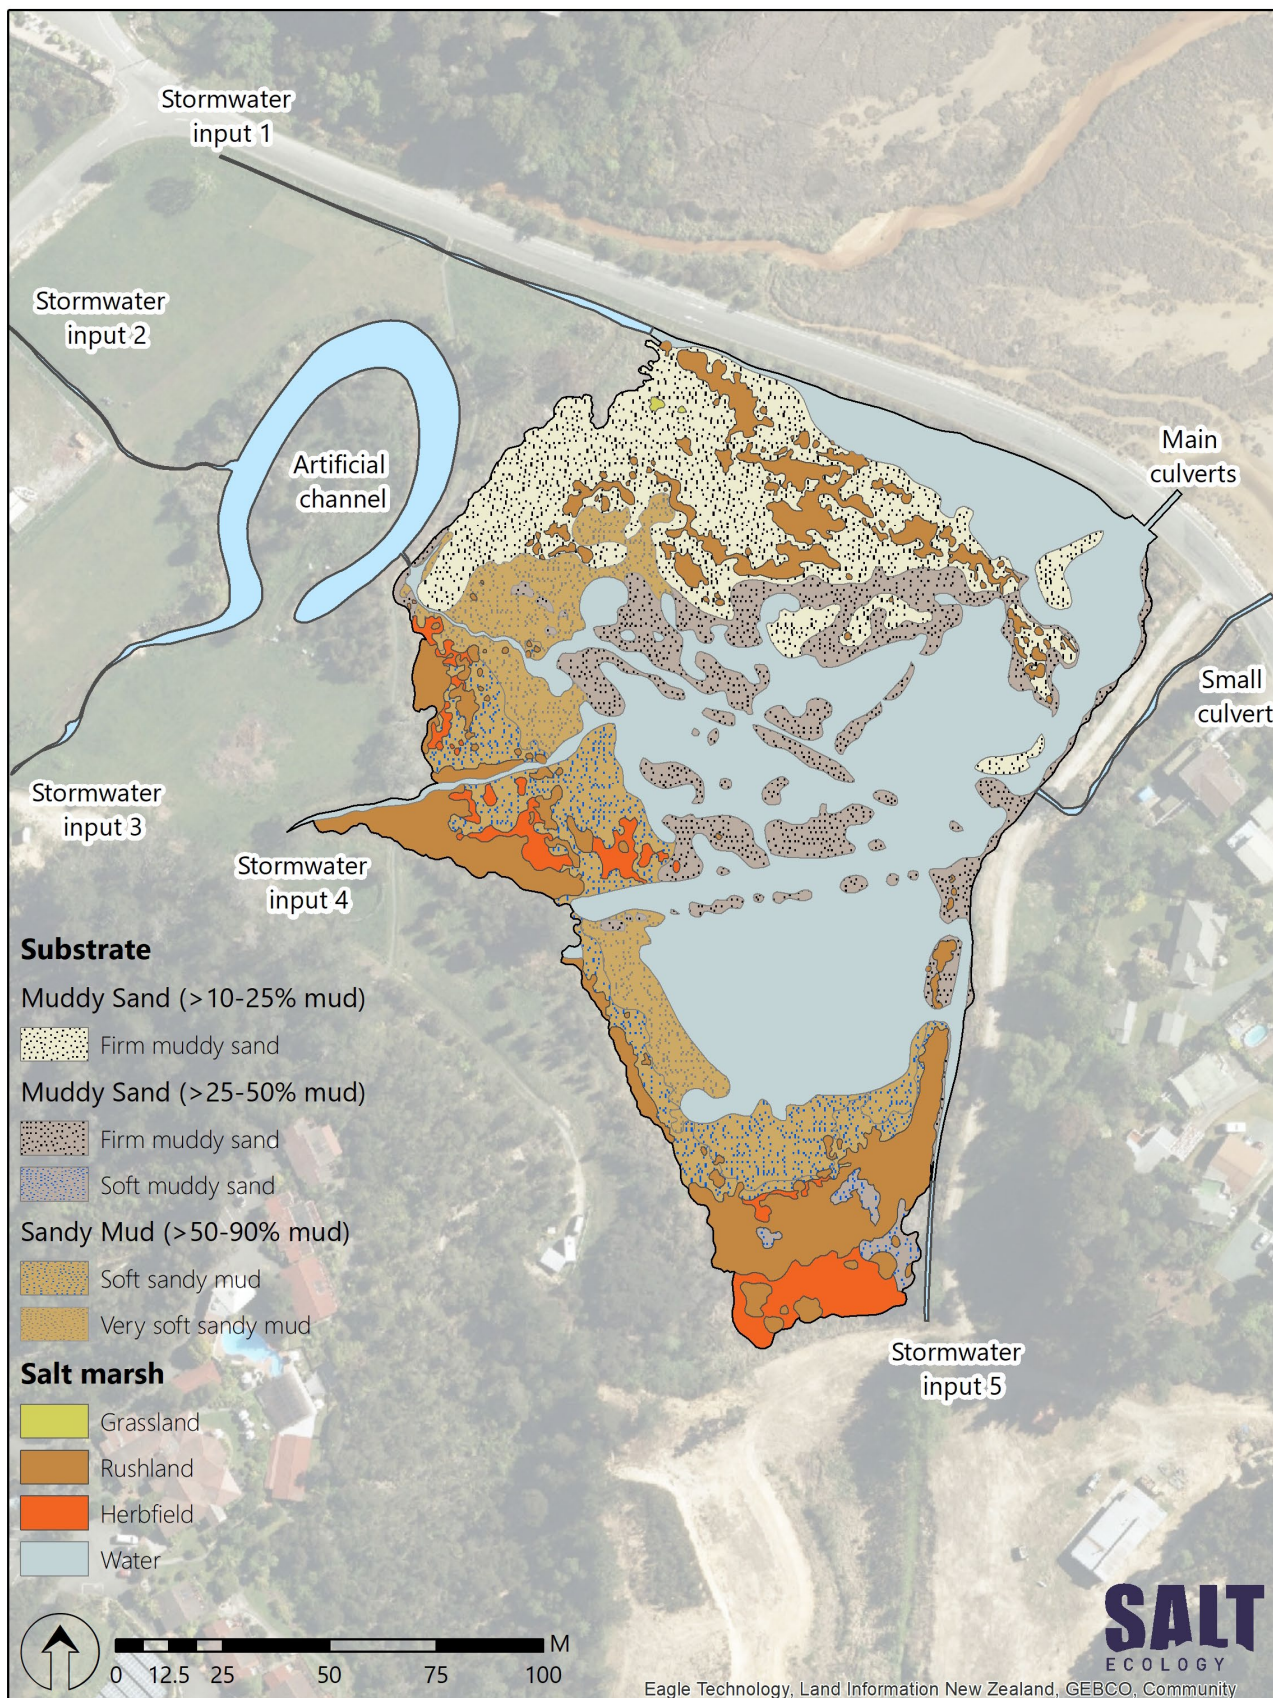 Stormwater
input 1
Stormwater
input 2
Artificial
channel
Main
culverts
Small
culvert
Stormwater
input 3
Stormwater
input 4
Substrate
Muddy Sand (>10-25% mud)
Firm muddy sand
Muddy Sand (>25-50% mud)
Firm muddy sand
Soft muddy sand
Sandy Mud (>50-90% mud)
Soft sandy mud
Very soft sandy mud
Stormwater
input 5
Salt marsh
Grassland
Rushland
Herbfield
Water
M
0 12.5 25 50 75 100
SALT
ECOLOGY
Eagle Technology, Land Information New Zealand, GEBCO, Community